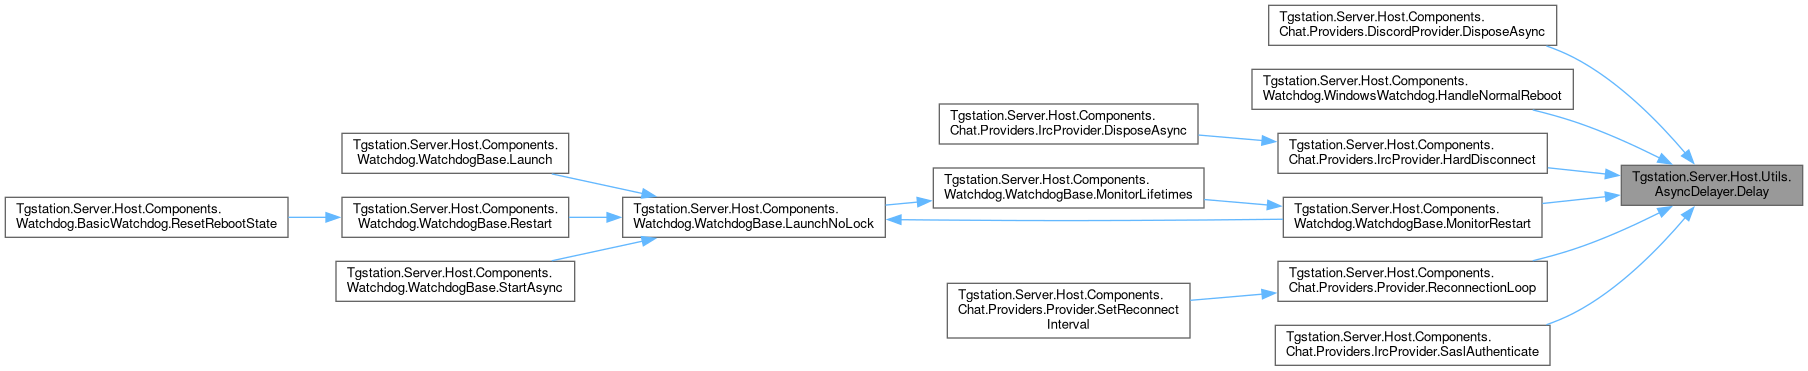 Tgstation.Server.Host.Components.
Chat.Providers.DiscordProvider.DisposeAsync
Tgstation.Server.Host.Components.
Watchdog.WindowsWatchdog.HandleNormalReboot
Tgstation.Server.Host.Components.
Chat.Providers.IrcProvider.DisposeAsync
Tgstation.Server.Host.Components.
Chat.Providers.IrcProvider.HardDisconnect
Tgstation.Server.Host.Components.
Watchdog.WatchdogBase.Launch
Tgstation.Server.Host.Components.
Watchdog.WatchdogBase.MonitorLifetimes
Tgstation.Server.Host.Utils.
AsyncDelayer.Delay
Tgstation.Server.Host.Components.
Watchdog.BasicWatchdog.ResetRebootState
Tgstation.Server.Host.Components.
Watchdog.WatchdogBase.Restart
Tgstation.Server.Host.Components.
Watchdog.WatchdogBase.LaunchNoLock
Tgstation.Server.Host.Components.
Watchdog.WatchdogBase.MonitorRestart
Tgstation.Server.Host.Components.
Watchdog.WatchdogBase.StartAsync
Tgstation.Server.Host.Components.
Chat.Providers.Provider.ReconnectionLoop
Tgstation.Server.Host.Components.
Chat.Providers.Provider.SetReconnect
Interval
Tgstation.Server.Host.Components.
Chat.Providers.IrcProvider.SaslAuthenticate